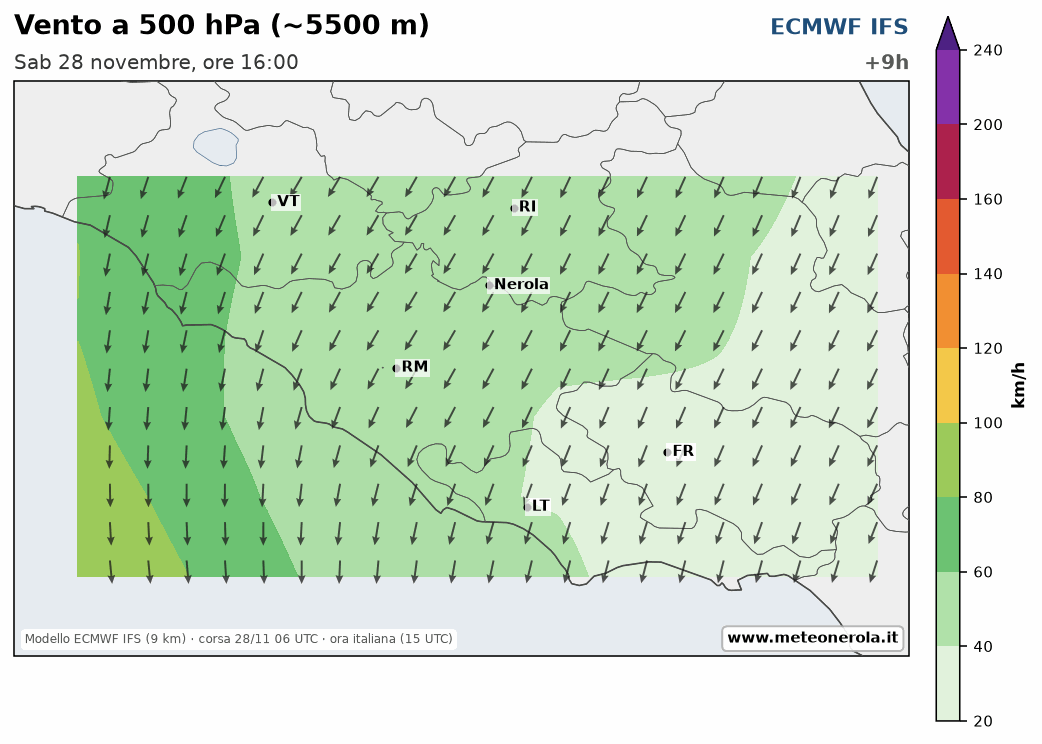 Vento a 500 hPa (~5500 m)
ECMWF IFS
Sab 28 novembre, ore 16:00
+9h
VT
RI
Nerola
RM
FR
LT
240
200
160
140
120
100
80
60
40
20
km/h
Modello ECMWF IFS (9 km) · corsa 28/11 06 UTC · ora italiana (15 UTC)
www.meteonerola.it